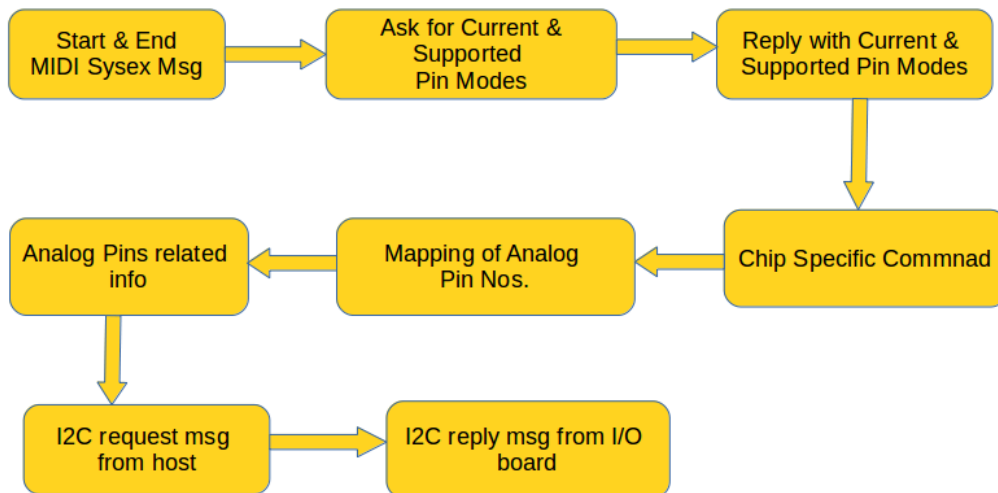 Start & End
MIDI Sysex Msg
Ask for Current &
Supported
Pin Modes
Reply with Current &
Supported Pin Modes
Chip Specific Commnad
Mapping of Analog
Pin Nos.
Analog Pins related
info
I2C request msg
from host
I2C reply msg from I/O
board